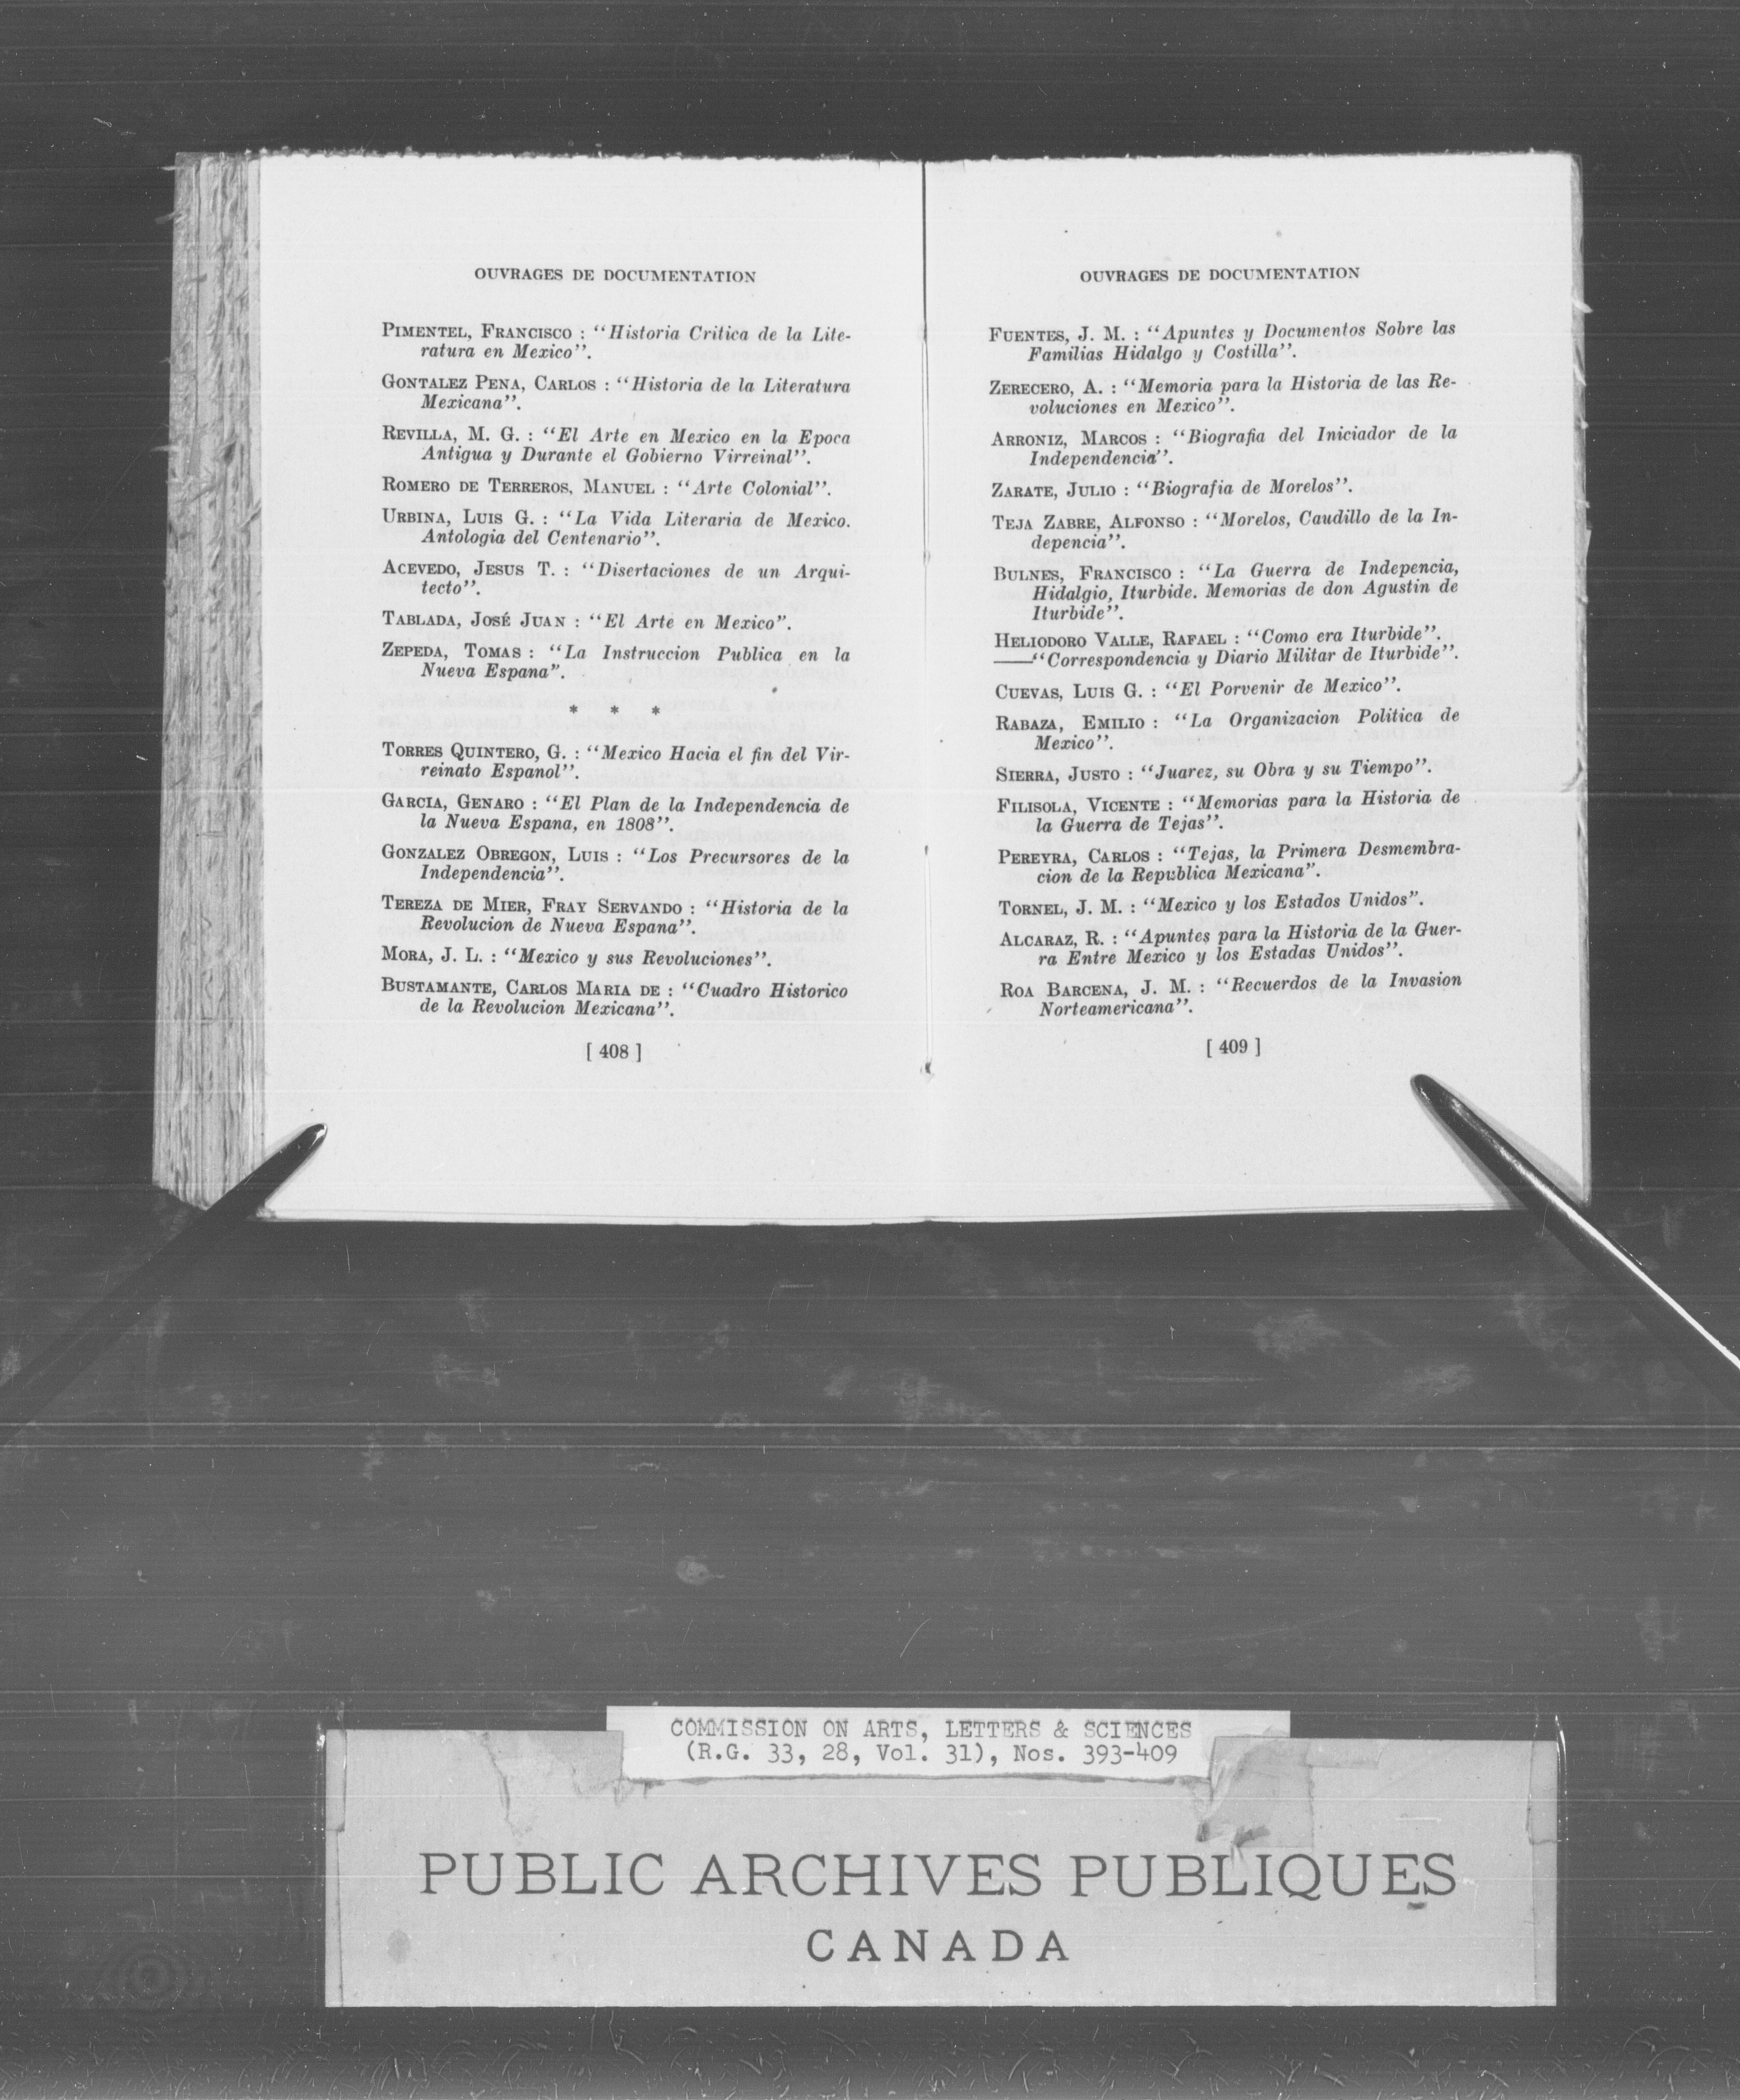 OUVRAGES DE DOCUMENTATION
PIMENTEL, FRANCISCO : “Historia Critica de la Lite-
ratura en Mexico”.
GONTALEZ PENA, CARLOS : “Historia de la Literatura
Mexicana”.
REVILLA, M. G. : “El Arte en Mexico en la Epoca
Antigua y Durante el Gobierno Virreinal”.
ROMERO DE TERREROS, MANUEL : “Arte Colonial”.
URBINA, LUIS G. : “La Vida Literaria de Mexico.
Antologia del Centenario”.
ACEVEDO, JESUS T. : “Disertaciones de un Arqui-
tecto”.
TABLADA, JOSÉ JUAN : “El Arte en Mexico”.
ZEPEDA, TOMAS : “La Instruccion Publica en la
Nueva Espana”.
* * *
TORRES QUINTERO, G. : “Mexico Hacia el fin del Vir-
reinato Espanol”.
GARCIA, GENARO : “El Plan de la Independencia de
la Nueva Espana, en 1808”.
GONZALEZ OBREGON, LUIS : “Los Precursores de la
Independencia”.
TEREZA DE MIER, FRAY SERVANDO : “Historia de la
Revolucion de Nueva Espana”.
MORA, J. L. : “Mexico y sus Revoluciones”.
BUSTAMANTE, CARLOS MARIA DE : “Cuadro Historico
de la Revolucion Mexicana”.
[ 408 ]
OUVRAGES DE DOCUMENTATION
FUENTES, J. M. : “Apuntes y Documentos Sobre las
Familias Hidalgo y Costilla”.
ZERECERO, A. : “Memoria para la Historia de las Re-
voluciones en Mexico”.
ARRONIZ, MARCOS : “Biografia del Iniciador de la
Independencia”.
ZARATE, JULIO : “Biografia de Morelos”.
TEJA ZABRE, ALFONSO : “Morelos, Caudillo de la In-
depencia”.
BULNES, FRANCISCO : “La Guerra de Indepencia,
Hidalgio, Iturbide. Memorias de don Agustin de
Iturbide”.
HELIODORO VALLE, RAFAEL : “Como era Iturbide”.
——“Correspondencia y Diario Militar de Iturbide”.
CUEVAS, LUIS G. : “El Porvenir de Mexico”.
RABAZA, EMILIO : “La Organizacion Politica de
Mexico”.
SIERRA, JUSTO : “Juarez, su Obra y su Tiempo”.
FILISOLA, VICENTE : “Memorias para la Historia de
la Guerra de Tejas”.
PEREYRA, CARLOS : “Tejas, la Primera Desmembra-
cion de la Republica Mexicana”.
TORNEL, J. M. : “Mexico y los Estados Unidos”.
ALCARAZ, R. : “Apuntes para la Historia de la Guer-
ra Entre Mexico y los Estadas Unidos”.
ROA BARCENA, J. M. : “Recuerdos de la Invasion
Norteamericana”.
[ 409 ]
COMMISSION ON ARTS, LETTERS & SCIENCES
(R.G. 33, 28, Vol. 31), Nos. 393-409
PUBLIC ARCHIVES PUBLIQUES
CANADA